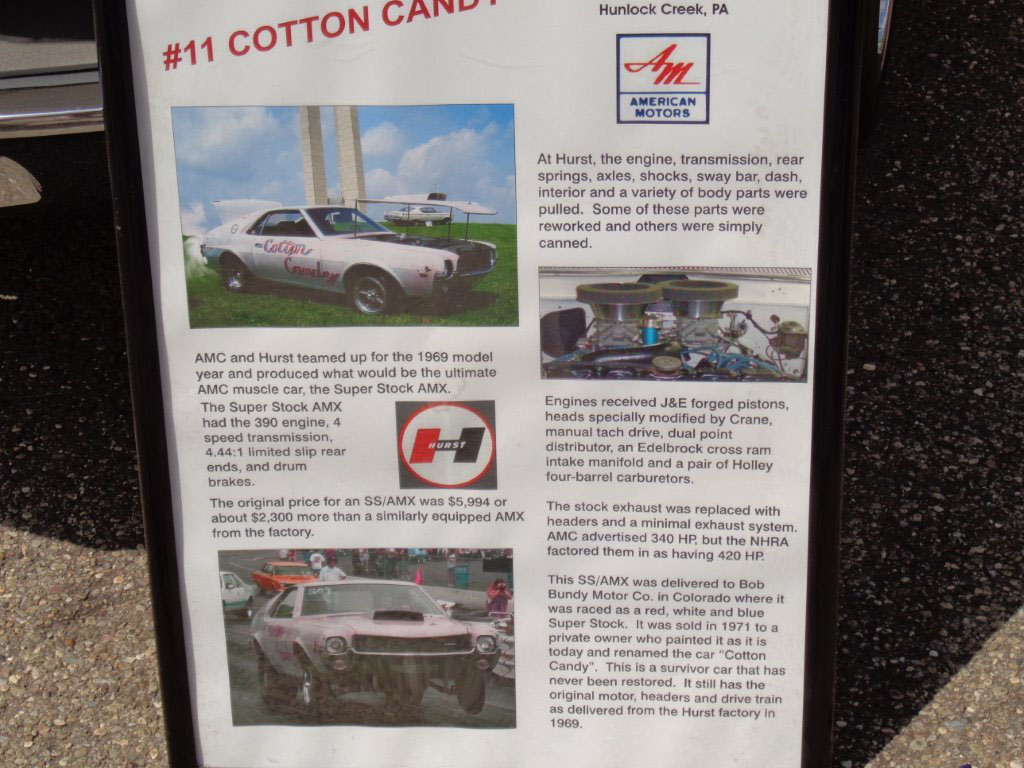 #11 COTTON CANDY
Hunlock Creek, PA
AM
AMERICAN
MOTORS
Cotton
Candy
AMC and Hurst teamed up for the 1969 model
year and produced what would be the ultimate
AMC muscle car, the Super Stock AMX.
The Super Stock AMX
had the 390 engine, 4
speed transmission,
4.44:1 limited slip rear
ends, and drum
brakes.
HURST
The original price for an SS/AMX was $5,994 or
about $2,300 more than a similarly equipped AMX
from the factory.
At Hurst, the engine, transmission, rear
springs, axles, shocks, sway bar, dash,
interior and a variety of body parts were
pulled. Some of these parts were
reworked and others were simply
canned.
Engines received J&E forged pistons,
heads specially modified by Crane,
manual tach drive, dual point
distributor, an Edelbrock cross ram
intake manifold and a pair of Holley
four-barrel carburetors.
The stock exhaust was replaced with
headers and a minimal exhaust system.
AMC advertised 340 HP, but the NHRA
factored them in as having 420 HP.
This SS/AMX was delivered to Bob
Bundy Motor Co. in Colorado where it
was raced as a red, white and blue
Super Stock. It was sold in 1971 to a
private owner who painted it as it is
today and renamed the car "Cotton
Candy". This is a survivor car that has
never been restored. It still has the
original motor, headers and drive train
as delivered from the Hurst factory in
1969.